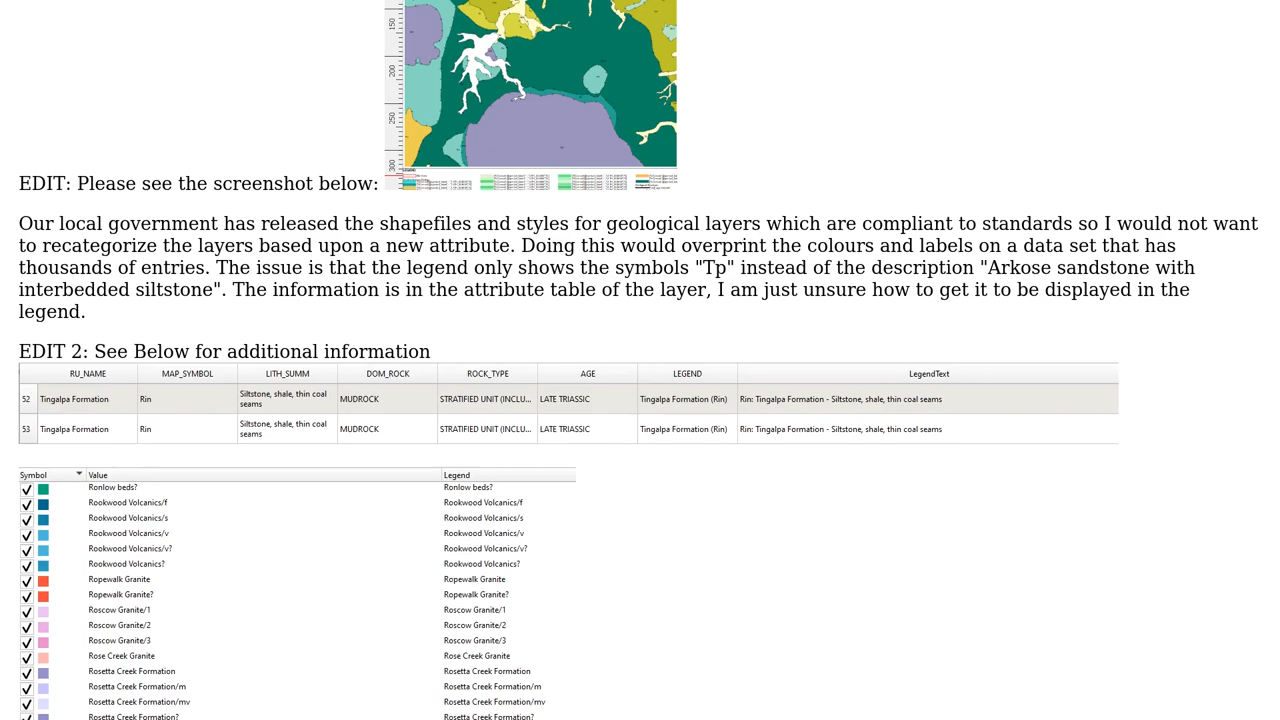 150
200
250
300
EDIT: Please see the screenshot below:
Our local government has released the shapefiles and styles for geological layers which are compliant to standards so I would not want
to recategorize the layers based upon a new attribute. Doing this would overprint the colours and labels on a data set that has
thousands of entries. The issue is that the legend only shows the symbols "Tp" instead of the description "Arkose sandstone with
interbedded siltstone". The information is in the attribute table of the layer, I am just unsure how to get it to be displayed in the
legend.
EDIT 2: See Below for additional information
RU_NAME MAP_SYMBOL LITH_SUMM DOM_ROCK ROCK_TYPE AGE LEGEND LegendText
52 Tingalpa Formation Rin Siltstone, shale, thin coal seams MUDROCK STRATIFIED UNIT (INCLU... LATE TRIASSIC Tingalpa Formation (Rin) Rin: Tingalpa Formation - Siltstone, shale, thin coal seams
53 Tingalpa Formation Rin Siltstone, shale, thin coal seams MUDROCK STRATIFIED UNIT (INCLU... LATE TRIASSIC Tingalpa Formation (Rin) Rin: Tingalpa Formation - Siltstone, shale, thin coal seams
Symbol Value Legend
Ronlow beds? Ronlow beds?
Rookwood Volcanics/f Rookwood Volcanics/f
Rookwood Volcanics/s Rookwood Volcanics/s
Rookwood Volcanics/v Rookwood Volcanics/v
Rookwood Volcanics/v? Rookwood Volcanics/v?
Rookwood Volcanics? Rookwood Volcanics?
Ropewalk Granite Ropewalk Granite
Ropewalk Granite? Ropewalk Granite?
Roscow Granite/1 Roscow Granite/1
Roscow Granite/2 Roscow Granite/2
Roscow Granite/3 Roscow Granite/3
Rose Creek Granite Rose Creek Granite
Rosetta Creek Formation Rosetta Creek Formation
Rosetta Creek Formation/m Rosetta Creek Formation/m
Rosetta Creek Formation/mv Rosetta Creek Formation/mv
Rosetta Creek Formation? Rosetta Creek Formation?